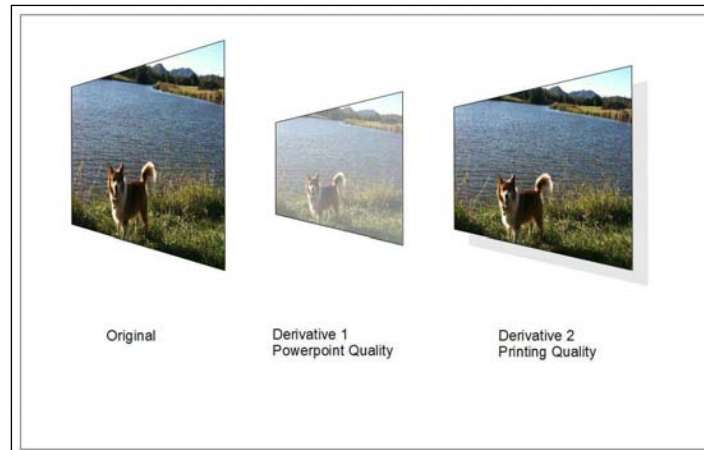 Original
Derivative 1
Powerpoint Quality
Derivative 2
Printing Quality